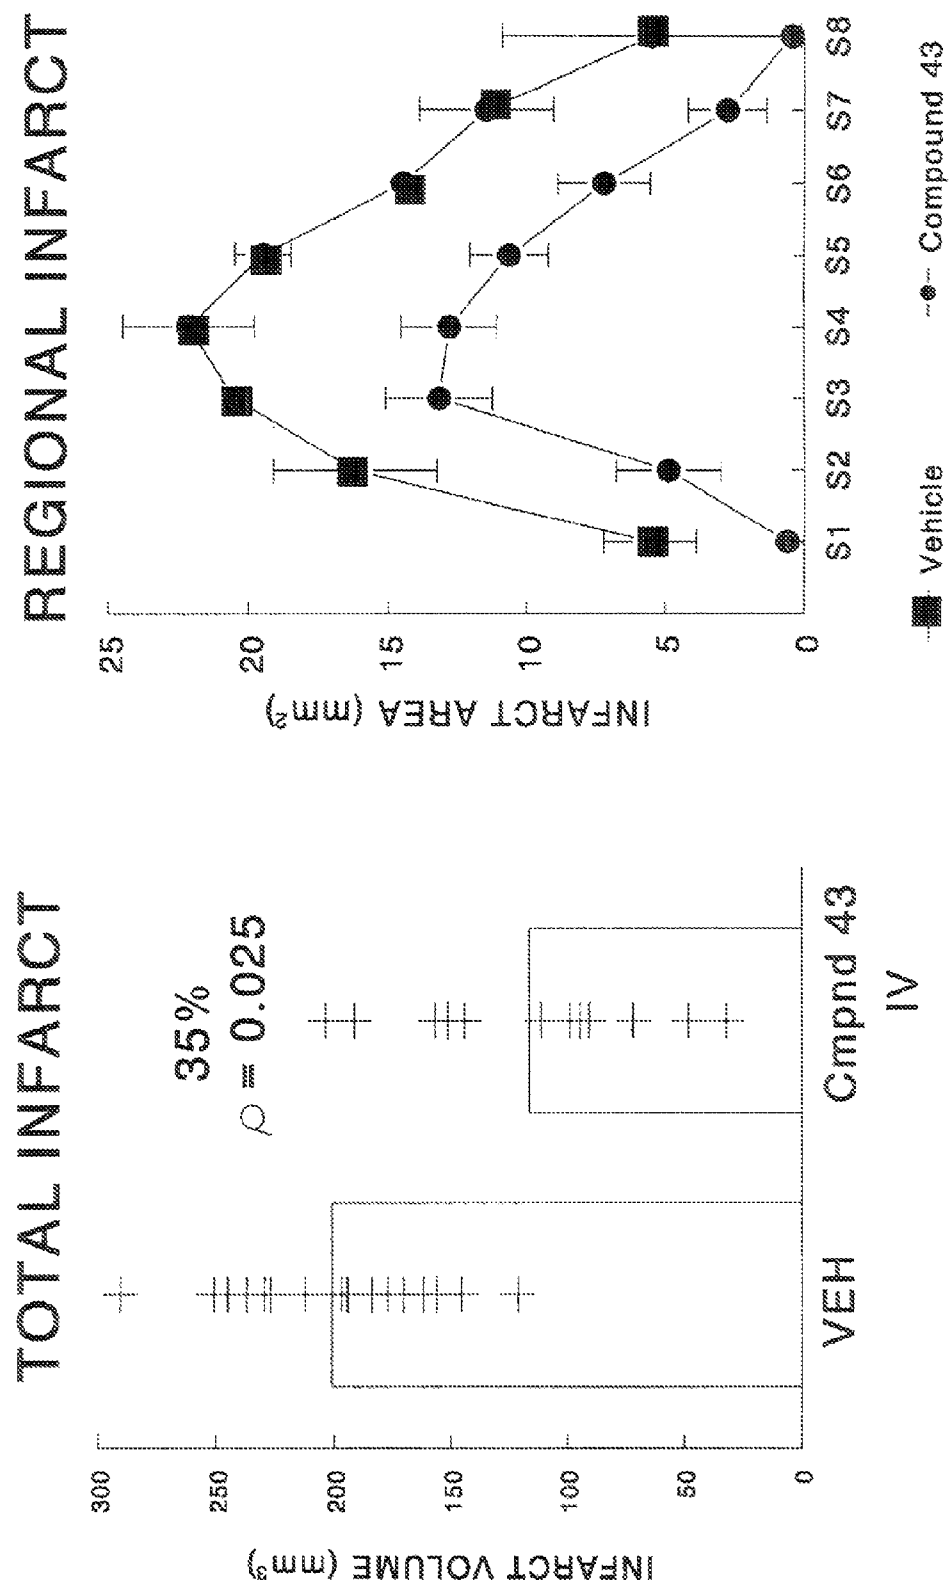 TOTAL INFARCT
35%
ρ = 0.025
INFARCT VOLUME (mm³)
300
200
150
100
50
0
VEH
Cmpnd 43
IV
REGIONAL INFARCT
INFARCT AREA (mm²)
25
20
15
10
5
0
S1 S2 S3 S4 S5 S6 S7 S8
Vehicle
Compound 43